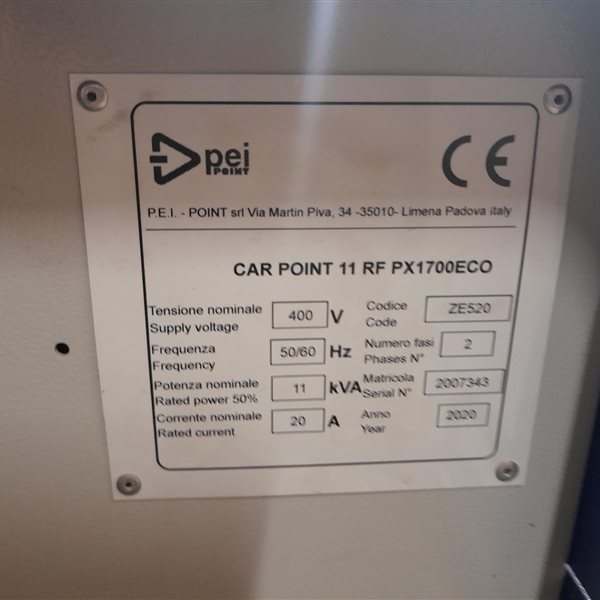 pei
POINT
CE
P.E.I. - POINT srl Via Martin Piva, 34 -35010- Limena Padova italy
CAR POINT 11 RF PX1700ECO
Tensione nominale
Supply voltage
400 V
Codice
Code
ZE520
Frequenza
Frequency
50/60 Hz
Numero fasi
Phases N°
2
Potenza nominale
Rated power 50%
11 kVA
Matricola
Serial N°
2007343
Corrente nominale
Rated current
20 A
Anno
Year
2020